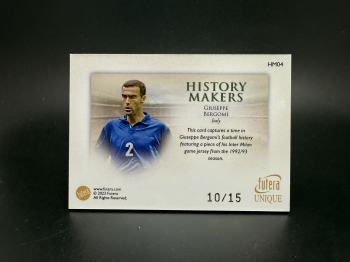 HM04
HISTORY
MAKERS
GIUSEPPE
BERGOMI
Italy
This card captures a time in
Giuseppe Bergomi's football history
featuring a piece of his Inter Milan
game jersey from the 1992/93
season.
2
www.futera.com
© 2023 Futera
All Rights Reserved.
10/15
futera
UNIQUE